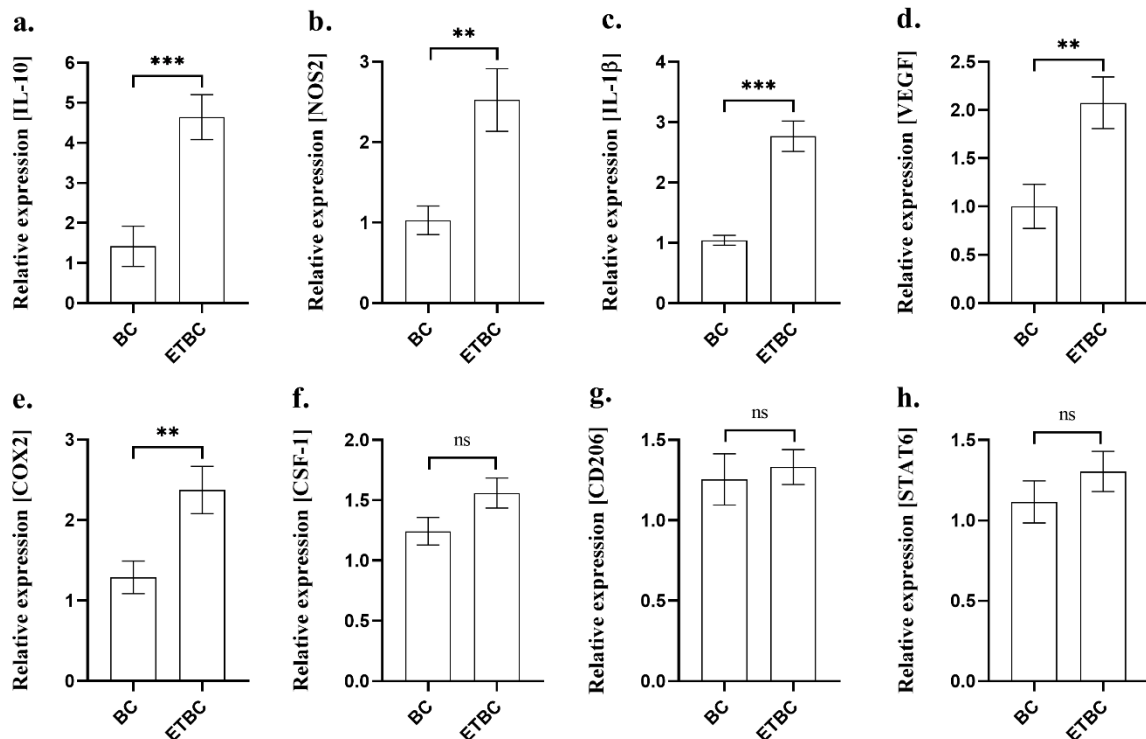 a.
Relative expression [IL-10]
6
5
4
3
2
1
0
***
BC
ETBC
b.
Relative expression [NOS2]
3
2
1
0
**
BC
ETBC
c.
Relative expression [IL-1β]
4
3
2
1
0
***
BC
ETBC
d.
Relative expression [VEGF]
2.5
2.0
1.5
1.0
0.5
0.0
**
BC
ETBC
e.
Relative expression [COX2]
3
2
1
0
**
BC
ETBC
f.
Relative expression [CSF-1]
2.0
1.5
1.0
1.5
0.0
ns
BC
ETBC
g.
Relative expression [CD206]
1.5
1.0
0.5
0.0
ns
BC
ETBC
h.
Relative expression [STAT6]
1.5
1.0
0.5
0.0
ns
BC
ETBC